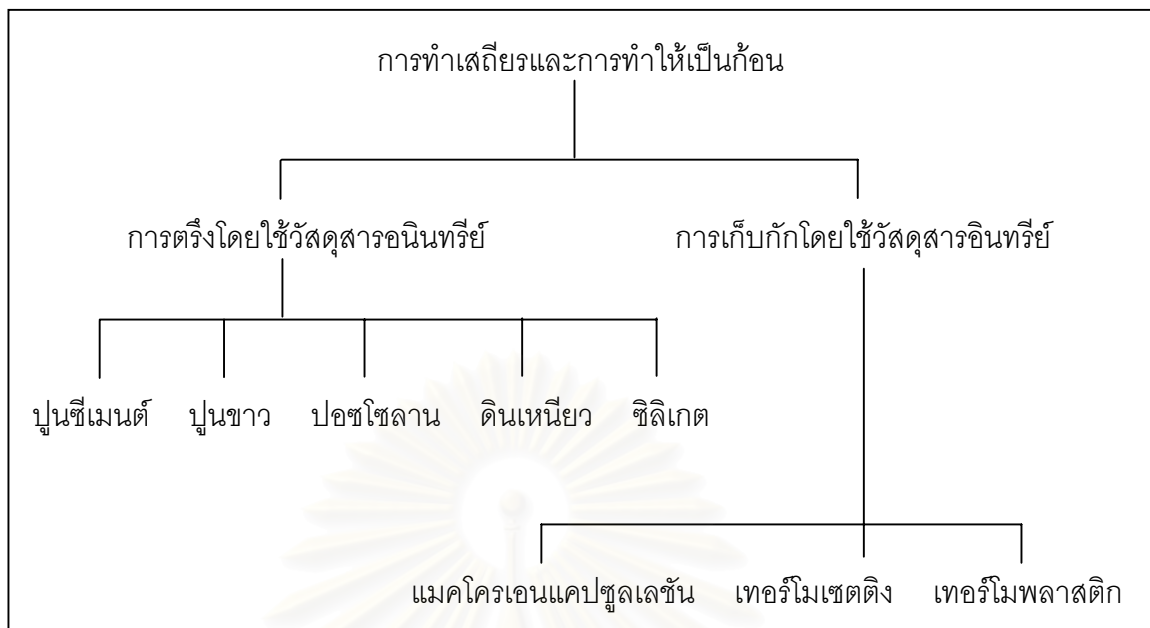 การทำเสถียรและการทำให้เป็นก้อน
การตรึงโดยใช้วัสดุสารอนินทรีย์ การเก็บกักโดยใช้วัสดุสารอินทรีย์
ปูนซีเมนต์ ปูนขาว ปอซโซลาน ดินเหนียว ซิลิเกต
แมคโครเอนแคปซูลเลชัน เทอร์โมเซตติง เทอร์โมพลาสติก